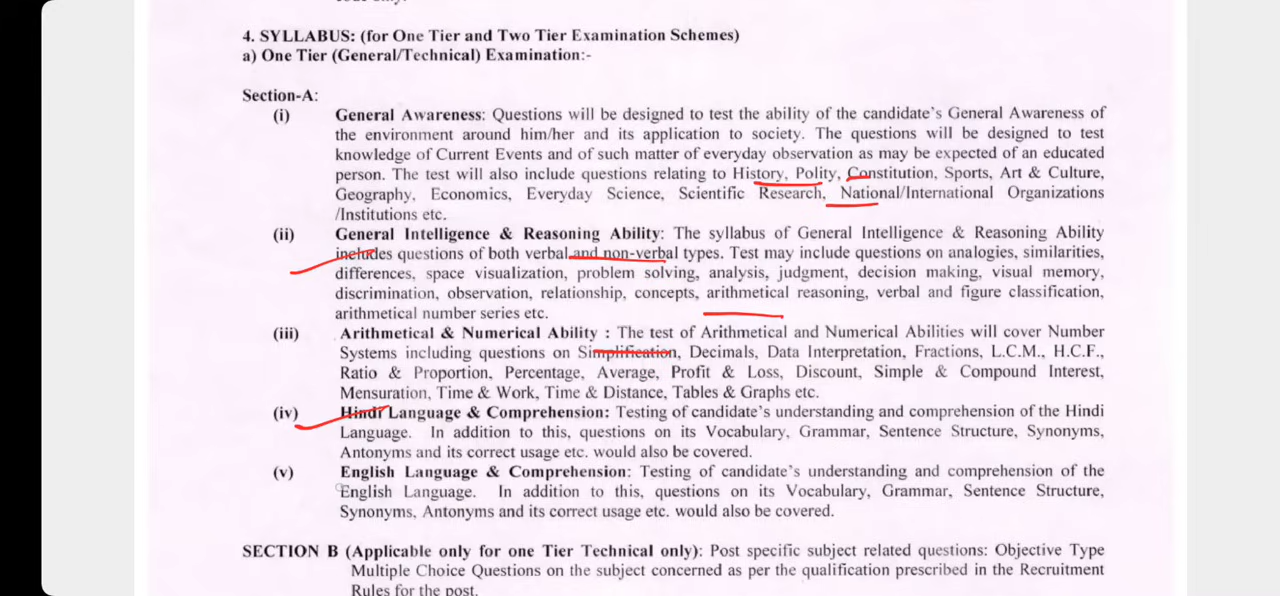 4. SYLLABUS: (for One Tier and Two Tier Examination Schemes)
a) One Tier (General/Technical) Examination:-
Section-A:
(i) General Awareness: Questions will be designed to test the ability of the candidate's General Awareness of
the environment around him/her and its application to society. The questions will be designed to test
knowledge of Current Events and of such matter of everyday observation as may be expected of an educated
person. The test will also include questions relating to History, Polity, Constitution, Sports, Art & Culture,
Geography, Economics, Everyday Science, Scientific Research, National/International Organizations
/Institutions etc.
(ii) General Intelligence & Reasoning Ability: The syllabus of General Intelligence & Reasoning Ability
includes questions of both verbal and non-verbal types. Test may include questions on analogies, similarities,
differences, space visualization, problem solving, analysis, judgment, decision making, visual memory,
discrimination, observation, relationship, concepts, arithmetical reasoning, verbal and figure classification,
arithmetical number series etc.
(iii) Arithmetical & Numerical Ability : The test of Arithmetical and Numerical Abilities will cover Number
Systems including questions on Simplification, Decimals, Data Interpretation, Fractions, L.C.M., H.C.F.,
Ratio & Proportion, Percentage, Average, Profit & Loss, Discount, Simple & Compound Interest,
Mensuration, Time & Work, Time & Distance, Tables & Graphs etc.
(iv) Hindi Language & Comprehension: Testing of candidate's understanding and comprehension of the Hindi
Language. In addition to this, questions on its Vocabulary, Grammar, Sentence Structure, Synonyms,
Antonyms and its correct usage etc. would also be covered.
(v) English Language & Comprehension: Testing of candidate's understanding and comprehension of the
English Language. In addition to this, questions on its Vocabulary, Grammar, Sentence Structure,
Synonyms, Antonyms and its correct usage etc. would also be covered.
SECTION B (Applicable only for one Tier Technical only): Post specific subject related questions: Objective Type
Multiple Choice Questions on the subject concerned as per the qualification prescribed in the Recruitment
Rules for the post.